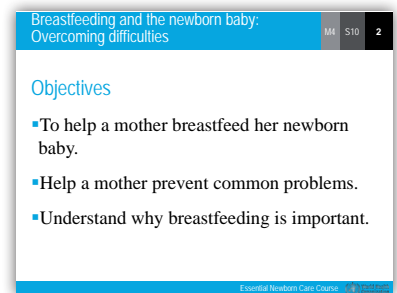 Breastfeeding and the newborn baby:
Overcoming difficulties
M4 S10 2
Objectives
▪To help a mother breastfeed her newborn
baby.
▪Help a mother prevent common problems.
▪Understand why breastfeeding is important.
Essential Newborn Care Course